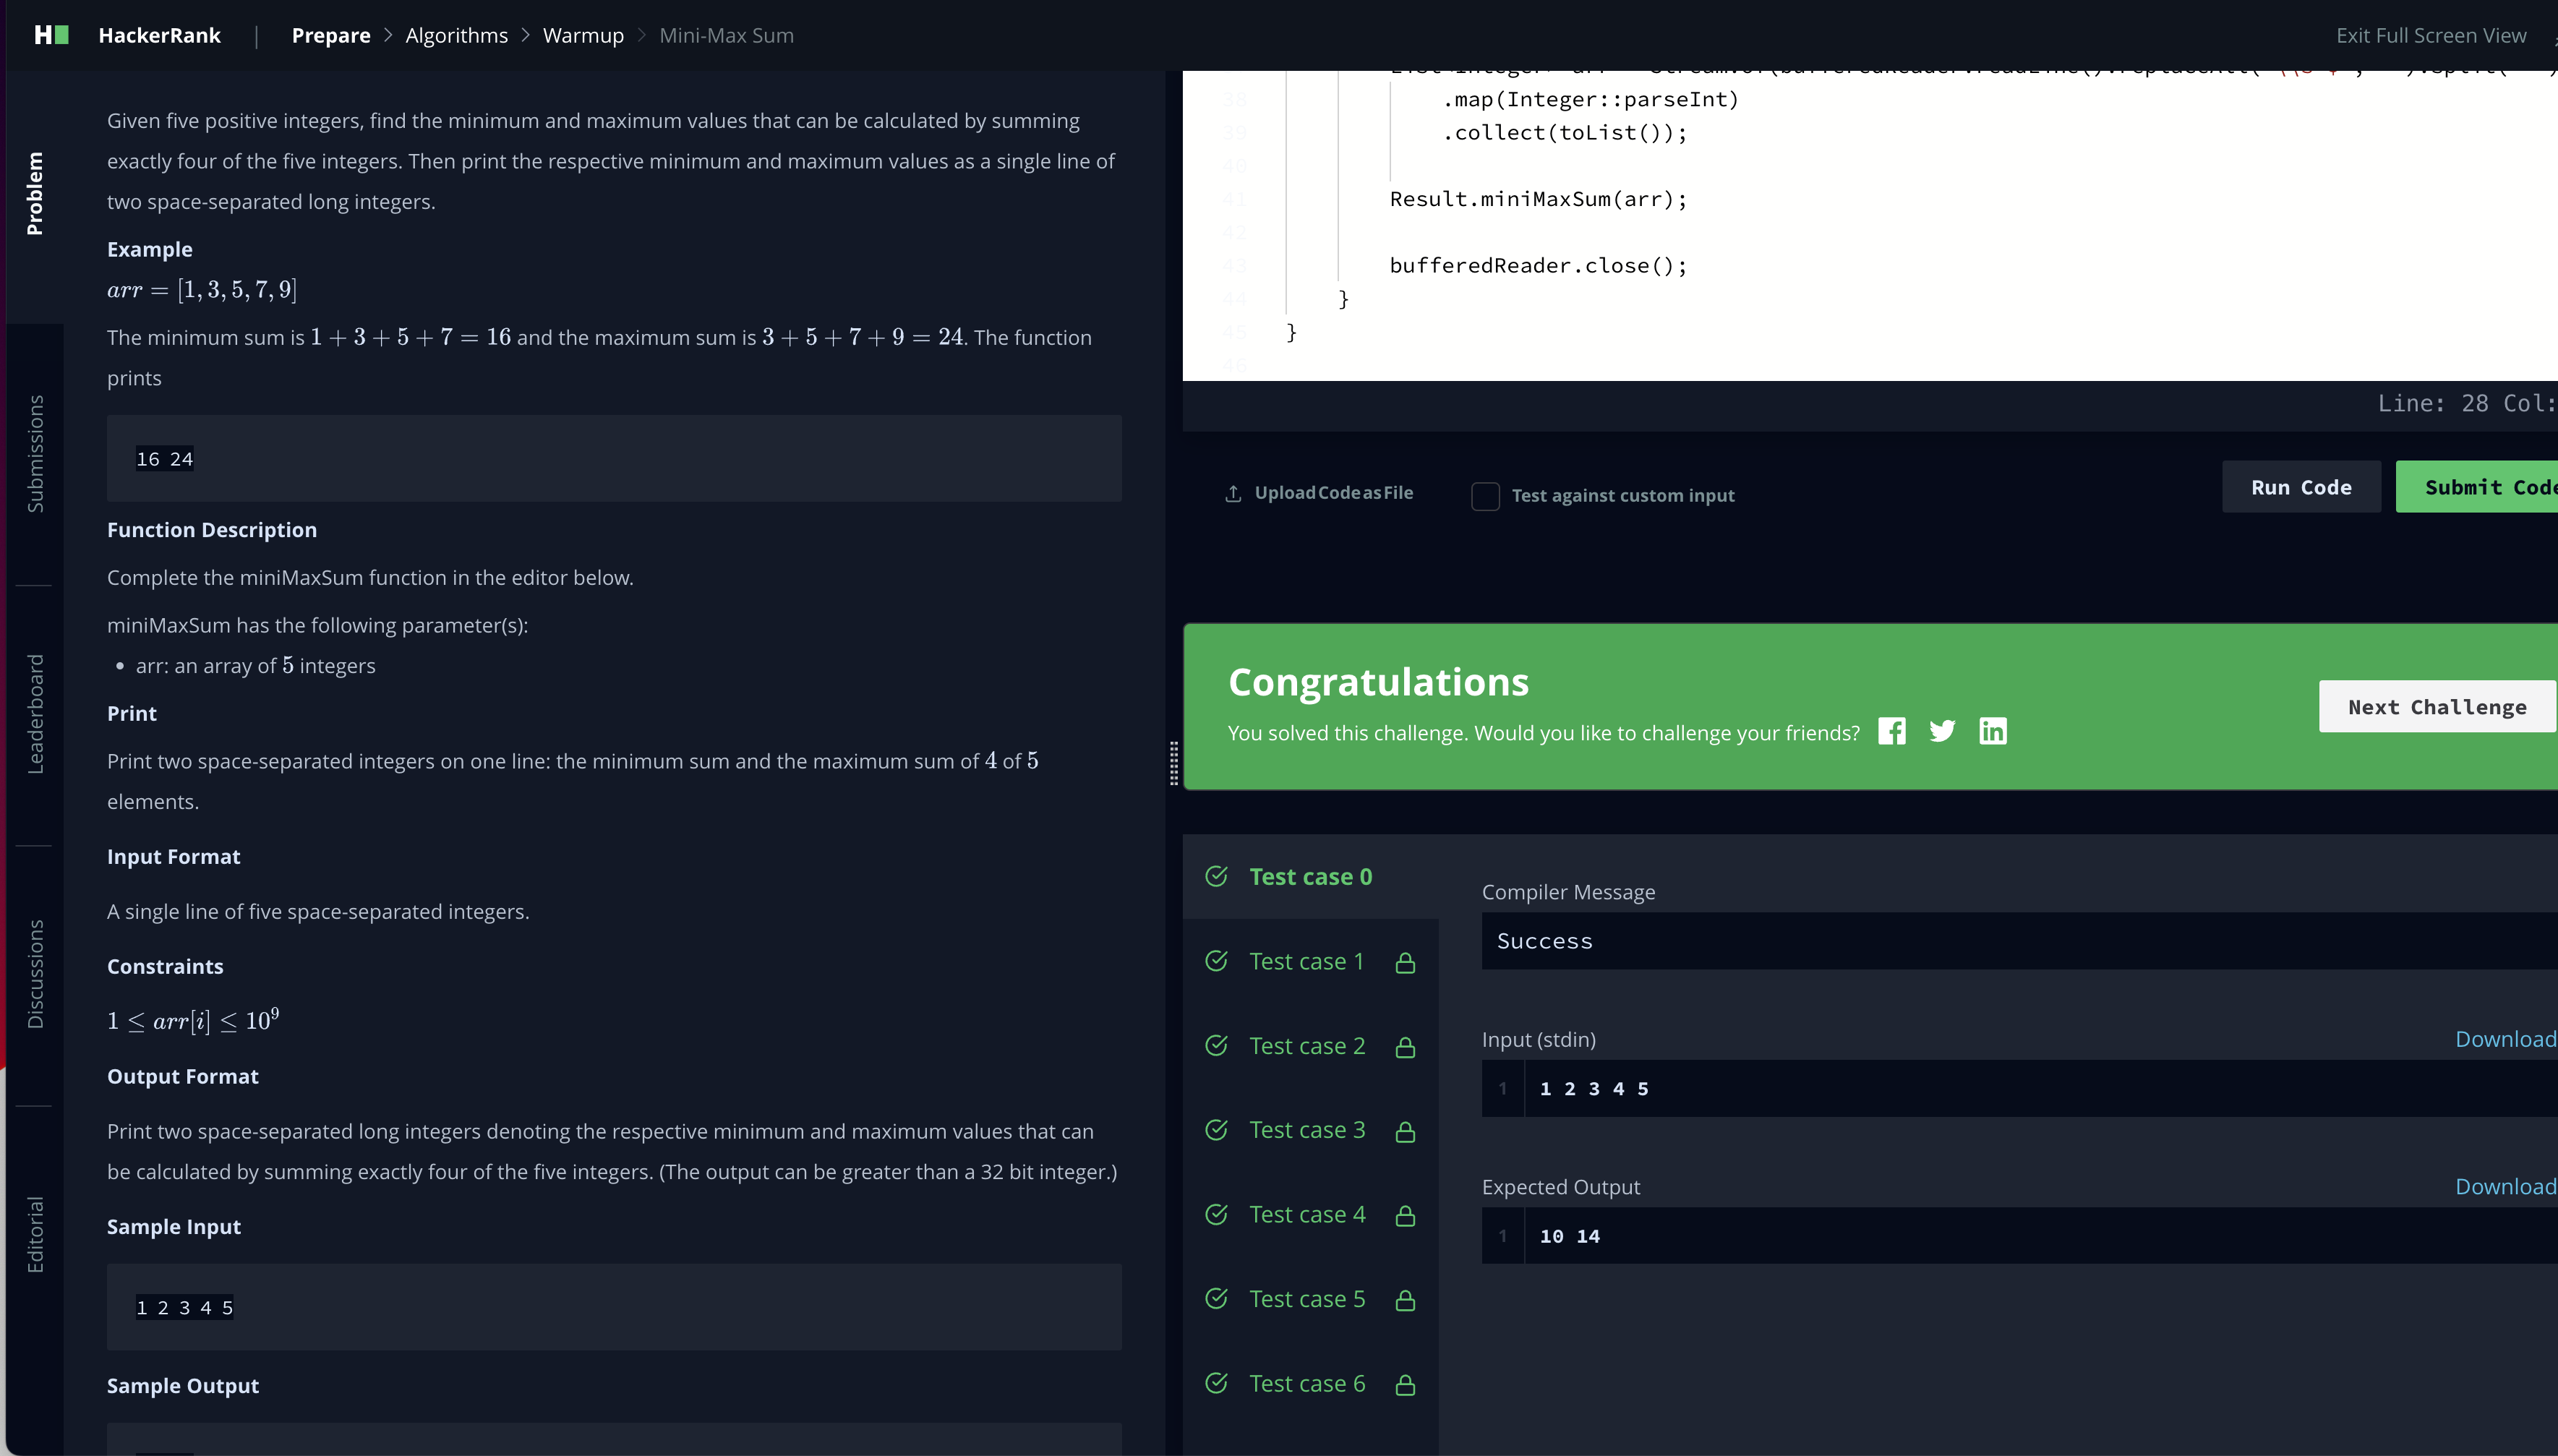 HackerRank | Prepare > Algorithms > Warmup > Mini-Max Sum
Exit Full Screen View
Problem
Submissions
Leaderboard
Discussions
Editorial
Given five positive integers, find the minimum and maximum values that can be calculated by summing
exactly four of the five integers. Then print the respective minimum and maximum values as a single line of
two space-separated long integers.
Example
arr = [1, 3, 5, 7, 9]
The minimum sum is 1 + 3 + 5 + 7 = 16 and the maximum sum is 3 + 5 + 7 + 9 = 24. The function
prints
16 24
Function Description
Complete the miniMaxSum function in the editor below.
miniMaxSum has the following parameter(s):
• arr: an array of 5 integers
Print
Print two space-separated integers on one line: the minimum sum and the maximum sum of 4 of 5
elements.
Input Format
A single line of five space-separated integers.
Constraints
1 ≤ arr[i] ≤ 10⁹
Output Format
Print two space-separated long integers denoting the respective minimum and maximum values that can
be calculated by summing exactly four of the five integers. (The output can be greater than a 32 bit integer.)
Sample Input
1 2 3 4 5
Sample Output
38 .map(Integer::parseInt)
39 .collect(toList());
40
41 Result.miniMaxSum(arr);
42
43 bufferedReader.close();
44 }
45 }
46
Line: 28 Col:
Upload Code as File
Test against custom input
Run Code
Submit Code
Congratulations
You solved this challenge. Would you like to challenge your friends?
Next Challenge
Test case 0
Test case 1
Test case 2
Test case 3
Test case 4
Test case 5
Test case 6
Compiler Message
Success
Input (stdin)
Download
1 1 2 3 4 5
Expected Output
Download
1 10 14